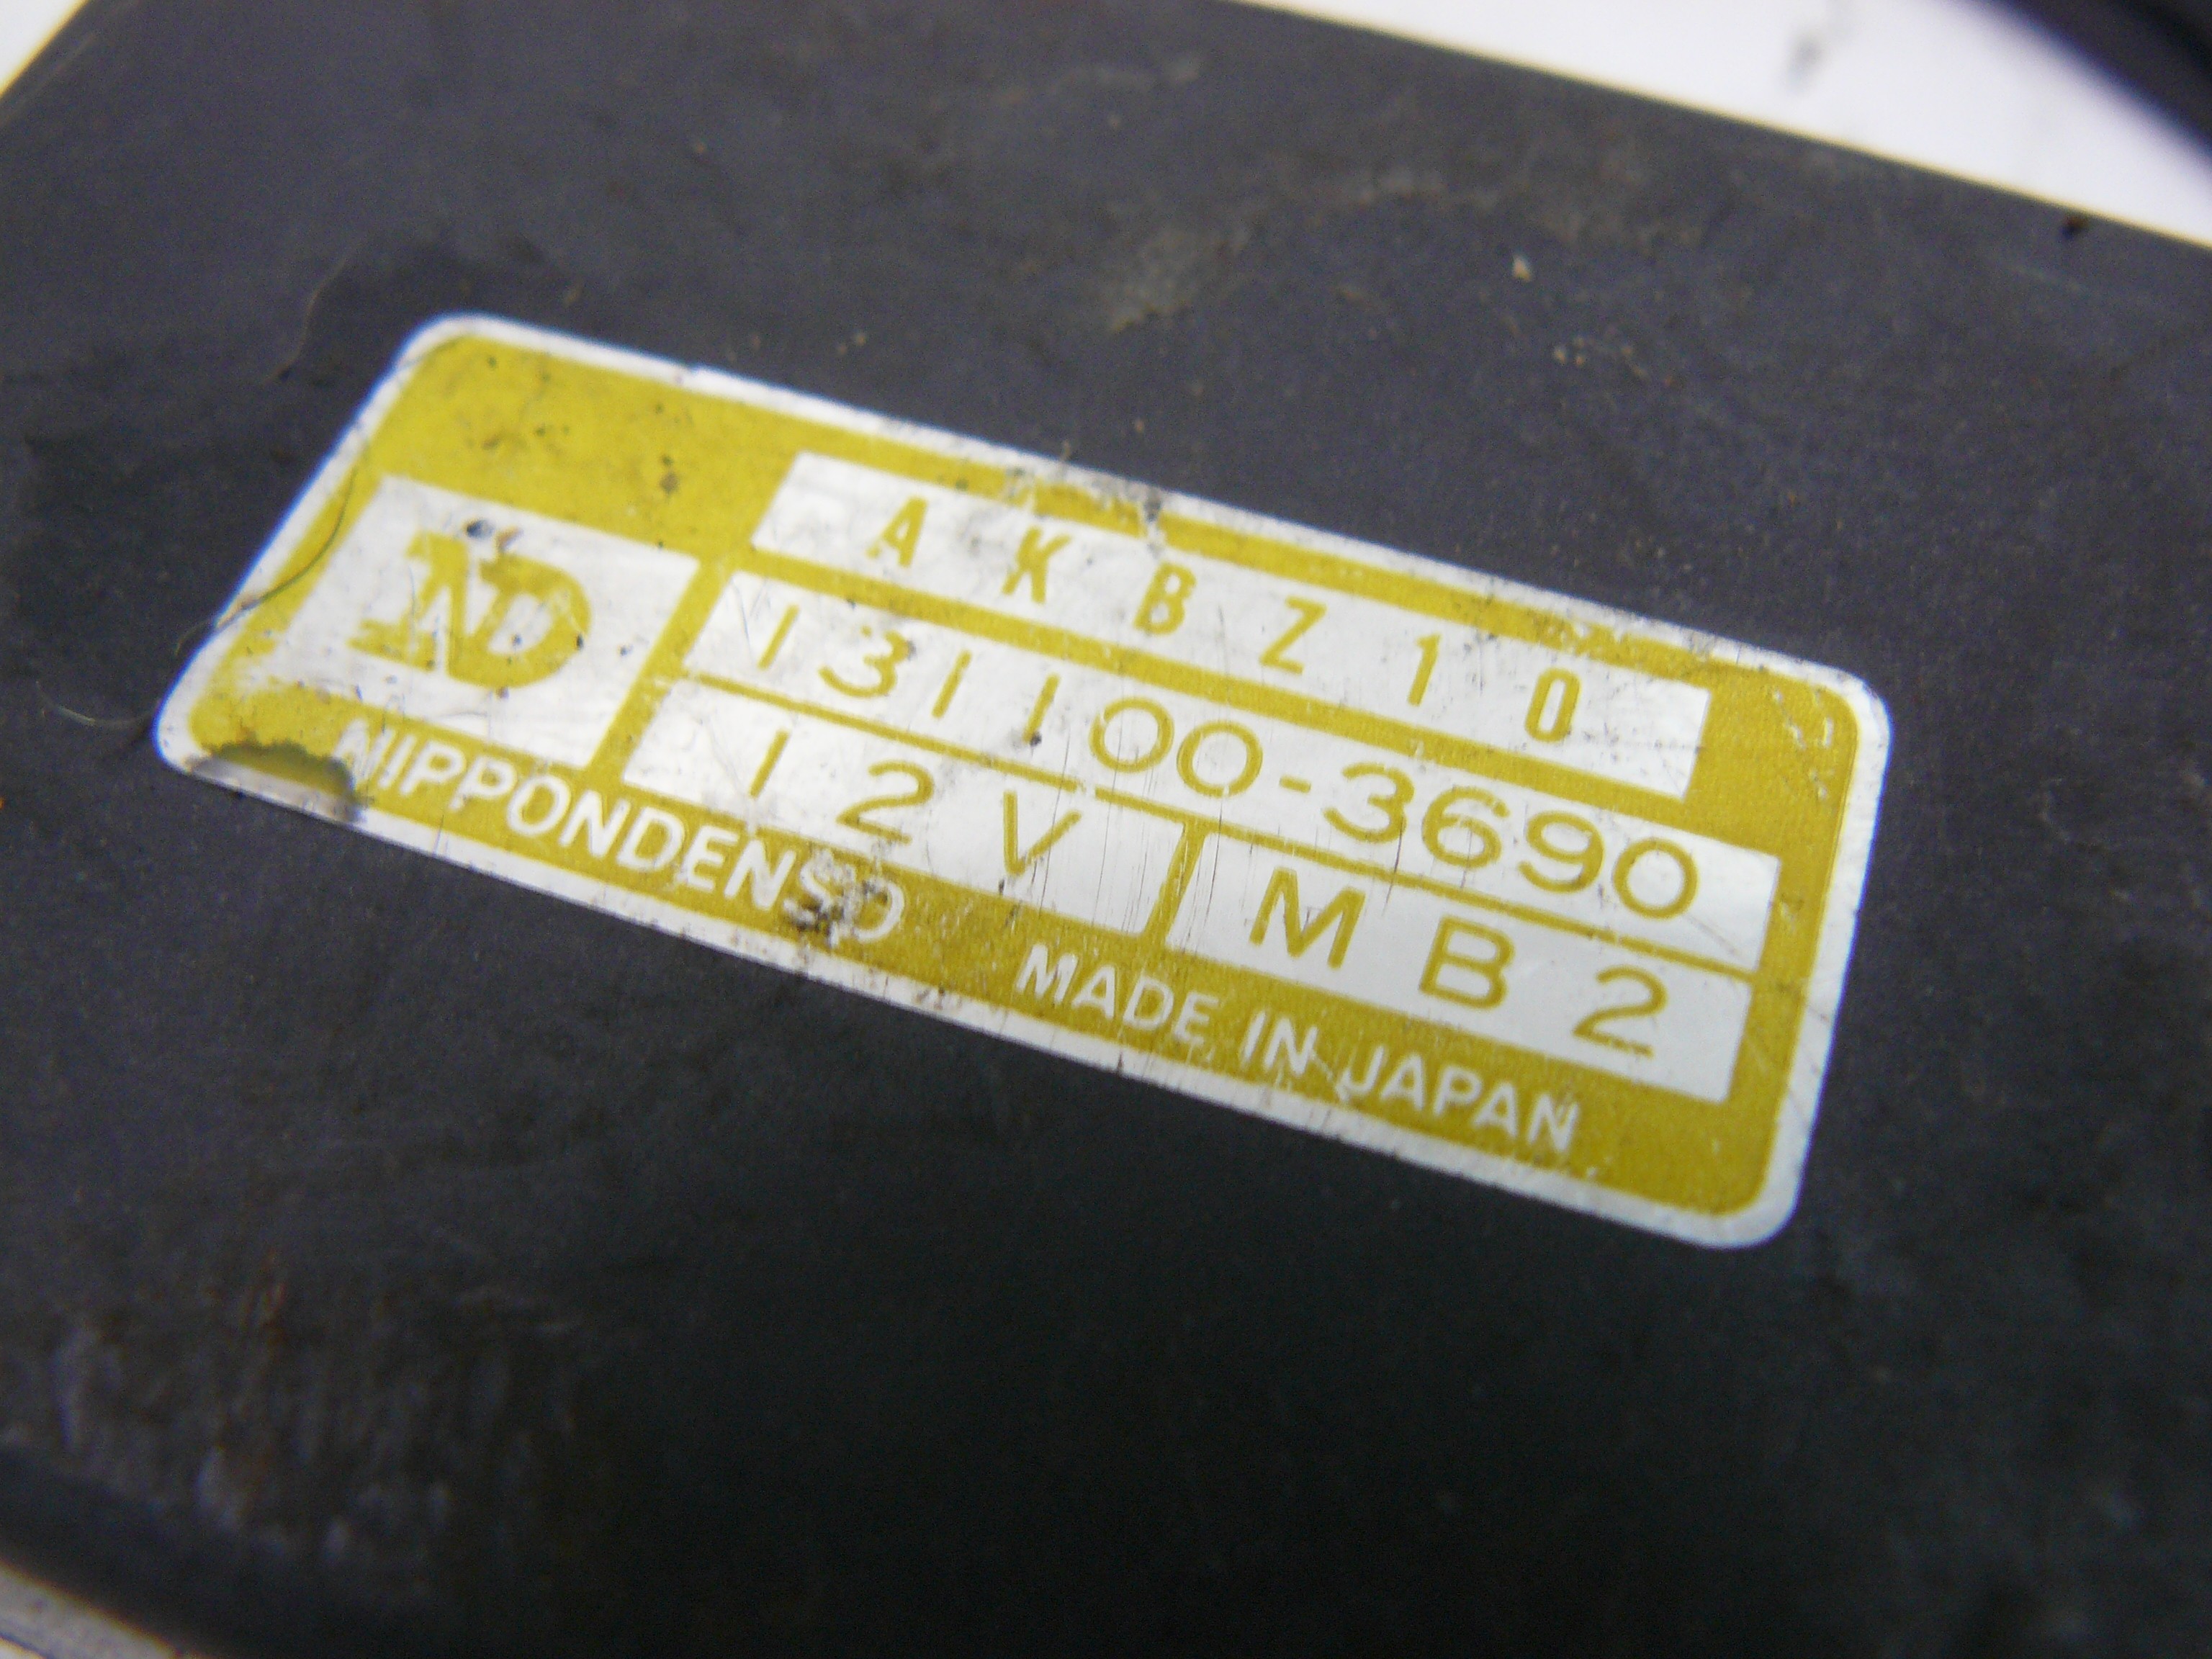 AKBZ10
ND
131100-3690
12V MB2
NIPPONDENSO MADE IN JAPAN